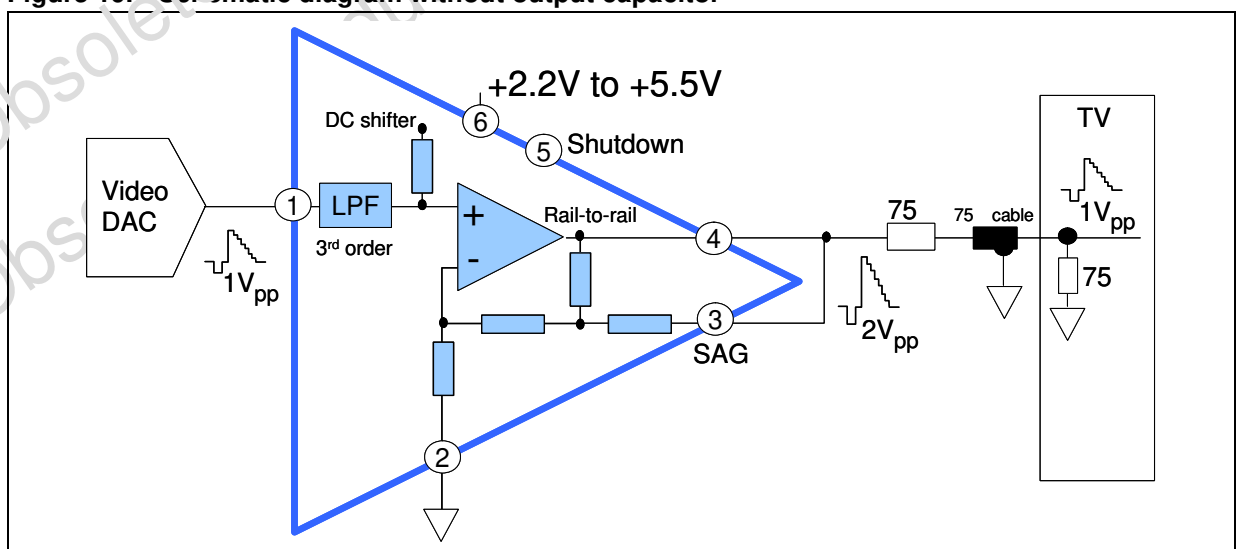 +2.2V to +5.5V
DC shifter
6
5 Shutdown
TV
Video
DAC
1
LPF
3rd order
1Vpp
+
-
Rail-to-rail
4
75
75 cable
1Vpp
75
2Vpp
3
SAG
2